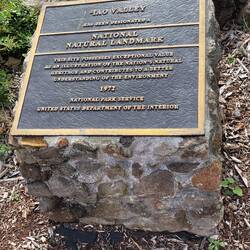 ʻĪAO VALLEY
HAS BEEN DESIGNATED A
NATIONAL
NATURAL LANDMARK
THIS SITE POSSESSES EXCEPTIONAL VALUE
AS AN ILLUSTRATION OF THE NATION'S NATURAL
HERITAGE AND CONTRIBUTES TO A BETTER
UNDERSTANDING OF THE ENVIRONMENT
1972
NATIONAL PARK SERVICE
UNITED STATES DEPARTMENT OF THE INTERIOR